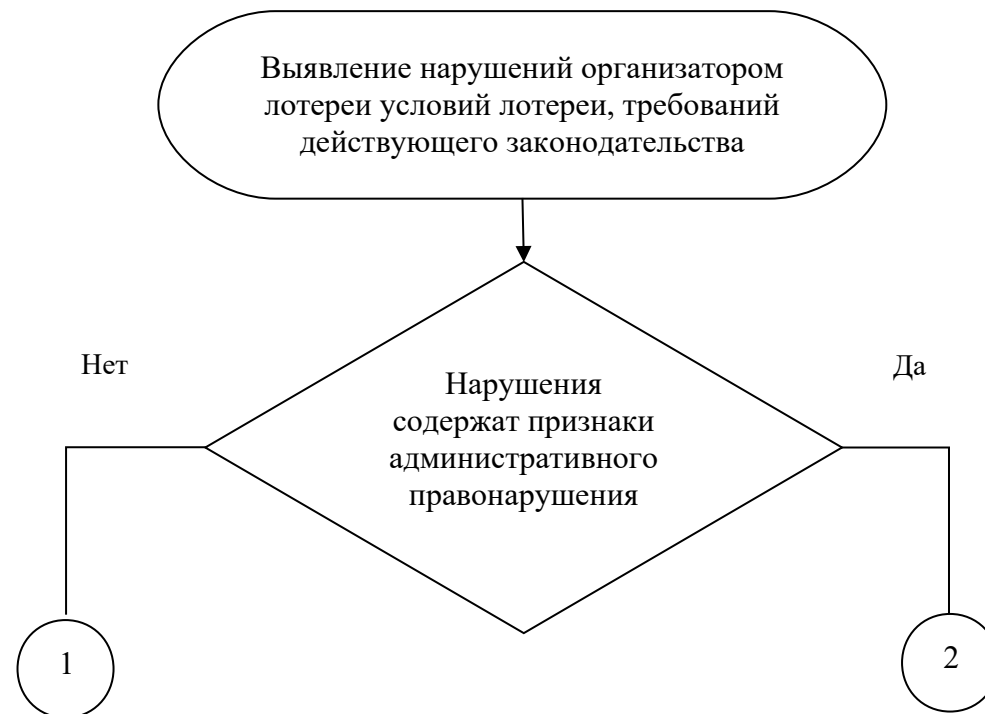 Выявление нарушений организатором
лотереи условий лотереи, требований
действующего законодательства
Нет
Да
Нарушения
содержат признаки
административного
правонарушения
1
2